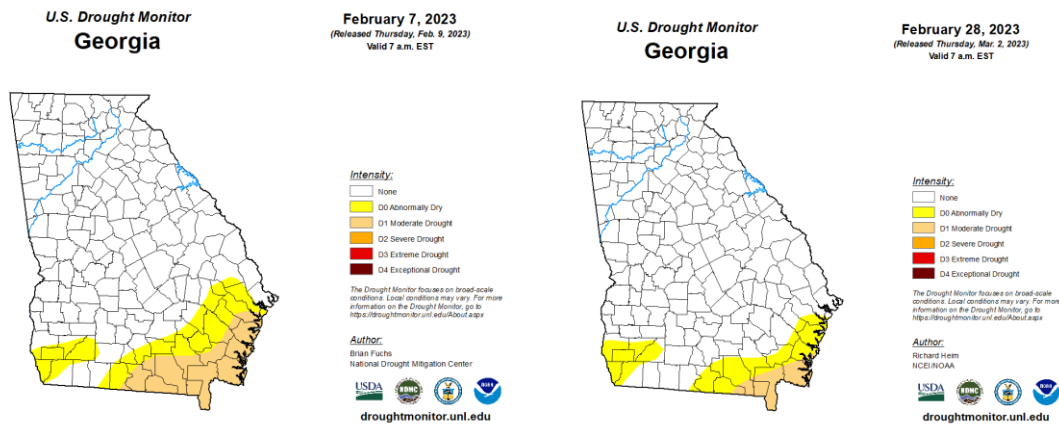 U.S. Drought Monitor
Georgia
February 7, 2023
(Released Thursday, Feb. 9, 2023)
Valid 7 a.m. EST
Intensity:
None
D0 Abnormally Dry
D1 Moderate Drought
D2 Severe Drought
D3 Extreme Drought
D4 Exceptional Drought
The Drought Monitor focuses on broad-scale
conditions. Local conditions may vary. For more
information on the Drought Monitor, go to
https://droughtmonitor.unl.edu/About.aspx
Author:
Brian Fuchs
National Drought Mitigation Center
USDA
NDMC
NOAA
droughtmonitor.unl.edu
U.S. Drought Monitor
Georgia
February 28, 2023
(Released Thursday, Mar. 2, 2023)
Valid 7 a.m. EST
Intensity:
None
D0 Abnormally Dry
D1 Moderate Drought
D2 Severe Drought
D3 Extreme Drought
D4 Exceptional Drought
The Drought Monitor focuses on broad-scale
conditions. Local conditions may vary. For more
information on the Drought Monitor, go to
https://droughtmonitor.unl.edu/About.aspx
Author:
Richard Heim
NCEI/NOAA
USDA
NDMC
NOAA
droughtmonitor.unl.edu